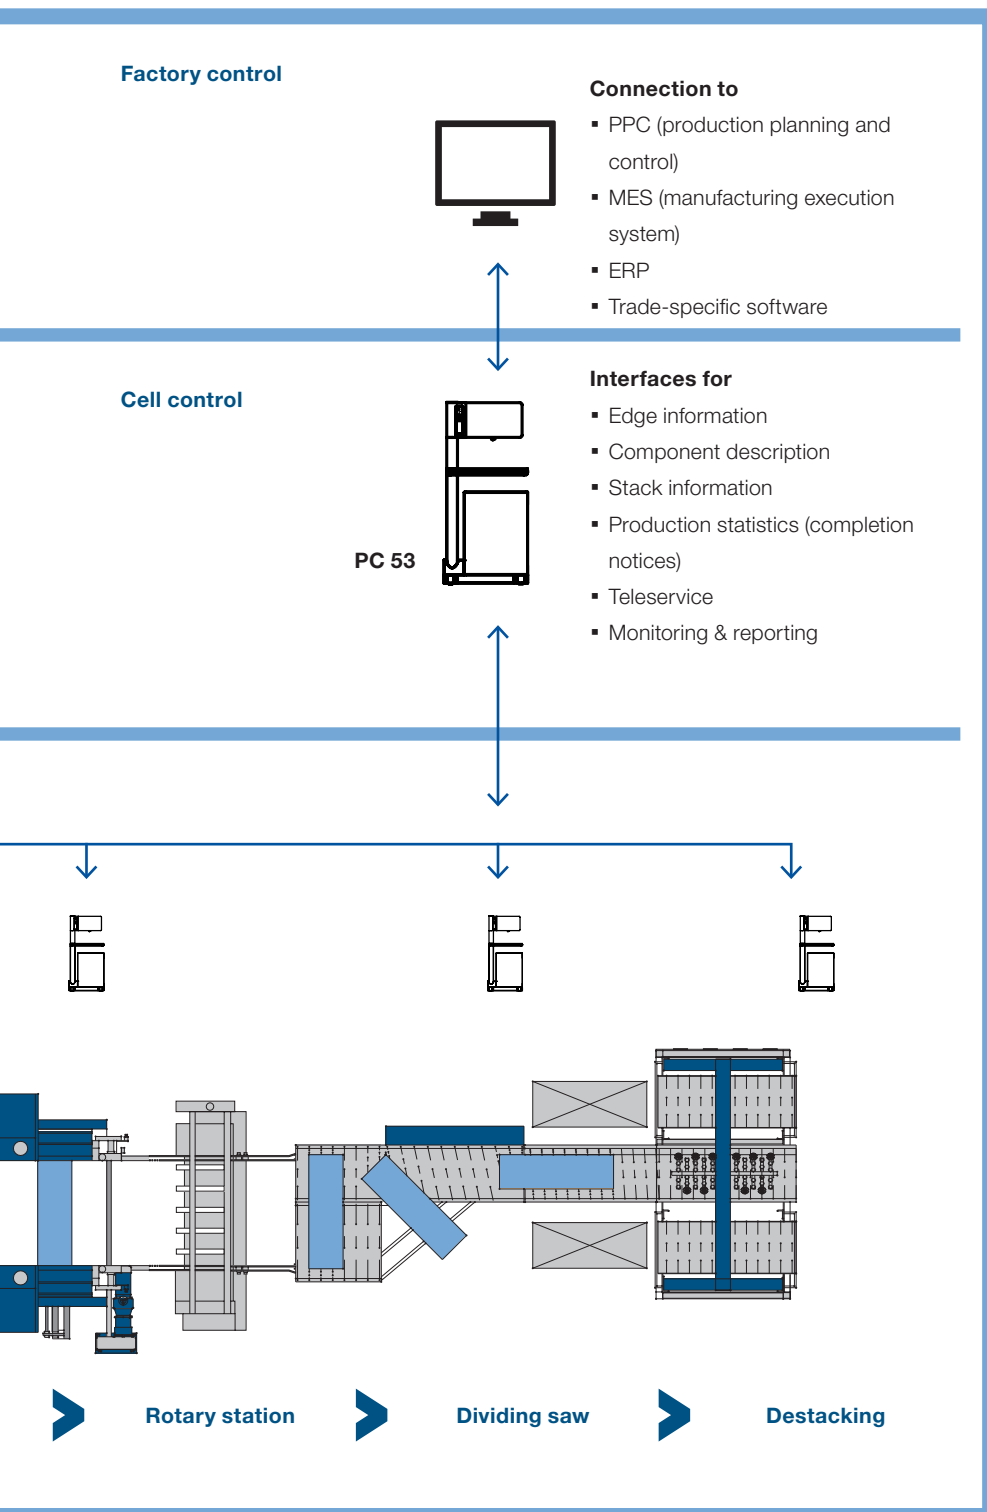 Factory control
Connection to
▪ PPC (production planning and
control)
▪ MES (manufacturing execution
system)
▪ ERP
▪ Trade-specific software
Cell control
Interfaces for
▪ Edge information
▪ Component description
▪ Stack information
▪ Production statistics (completion
notices)
▪ Teleservice
▪ Monitoring & reporting
PC 53
Rotary station
Dividing saw
Destacking